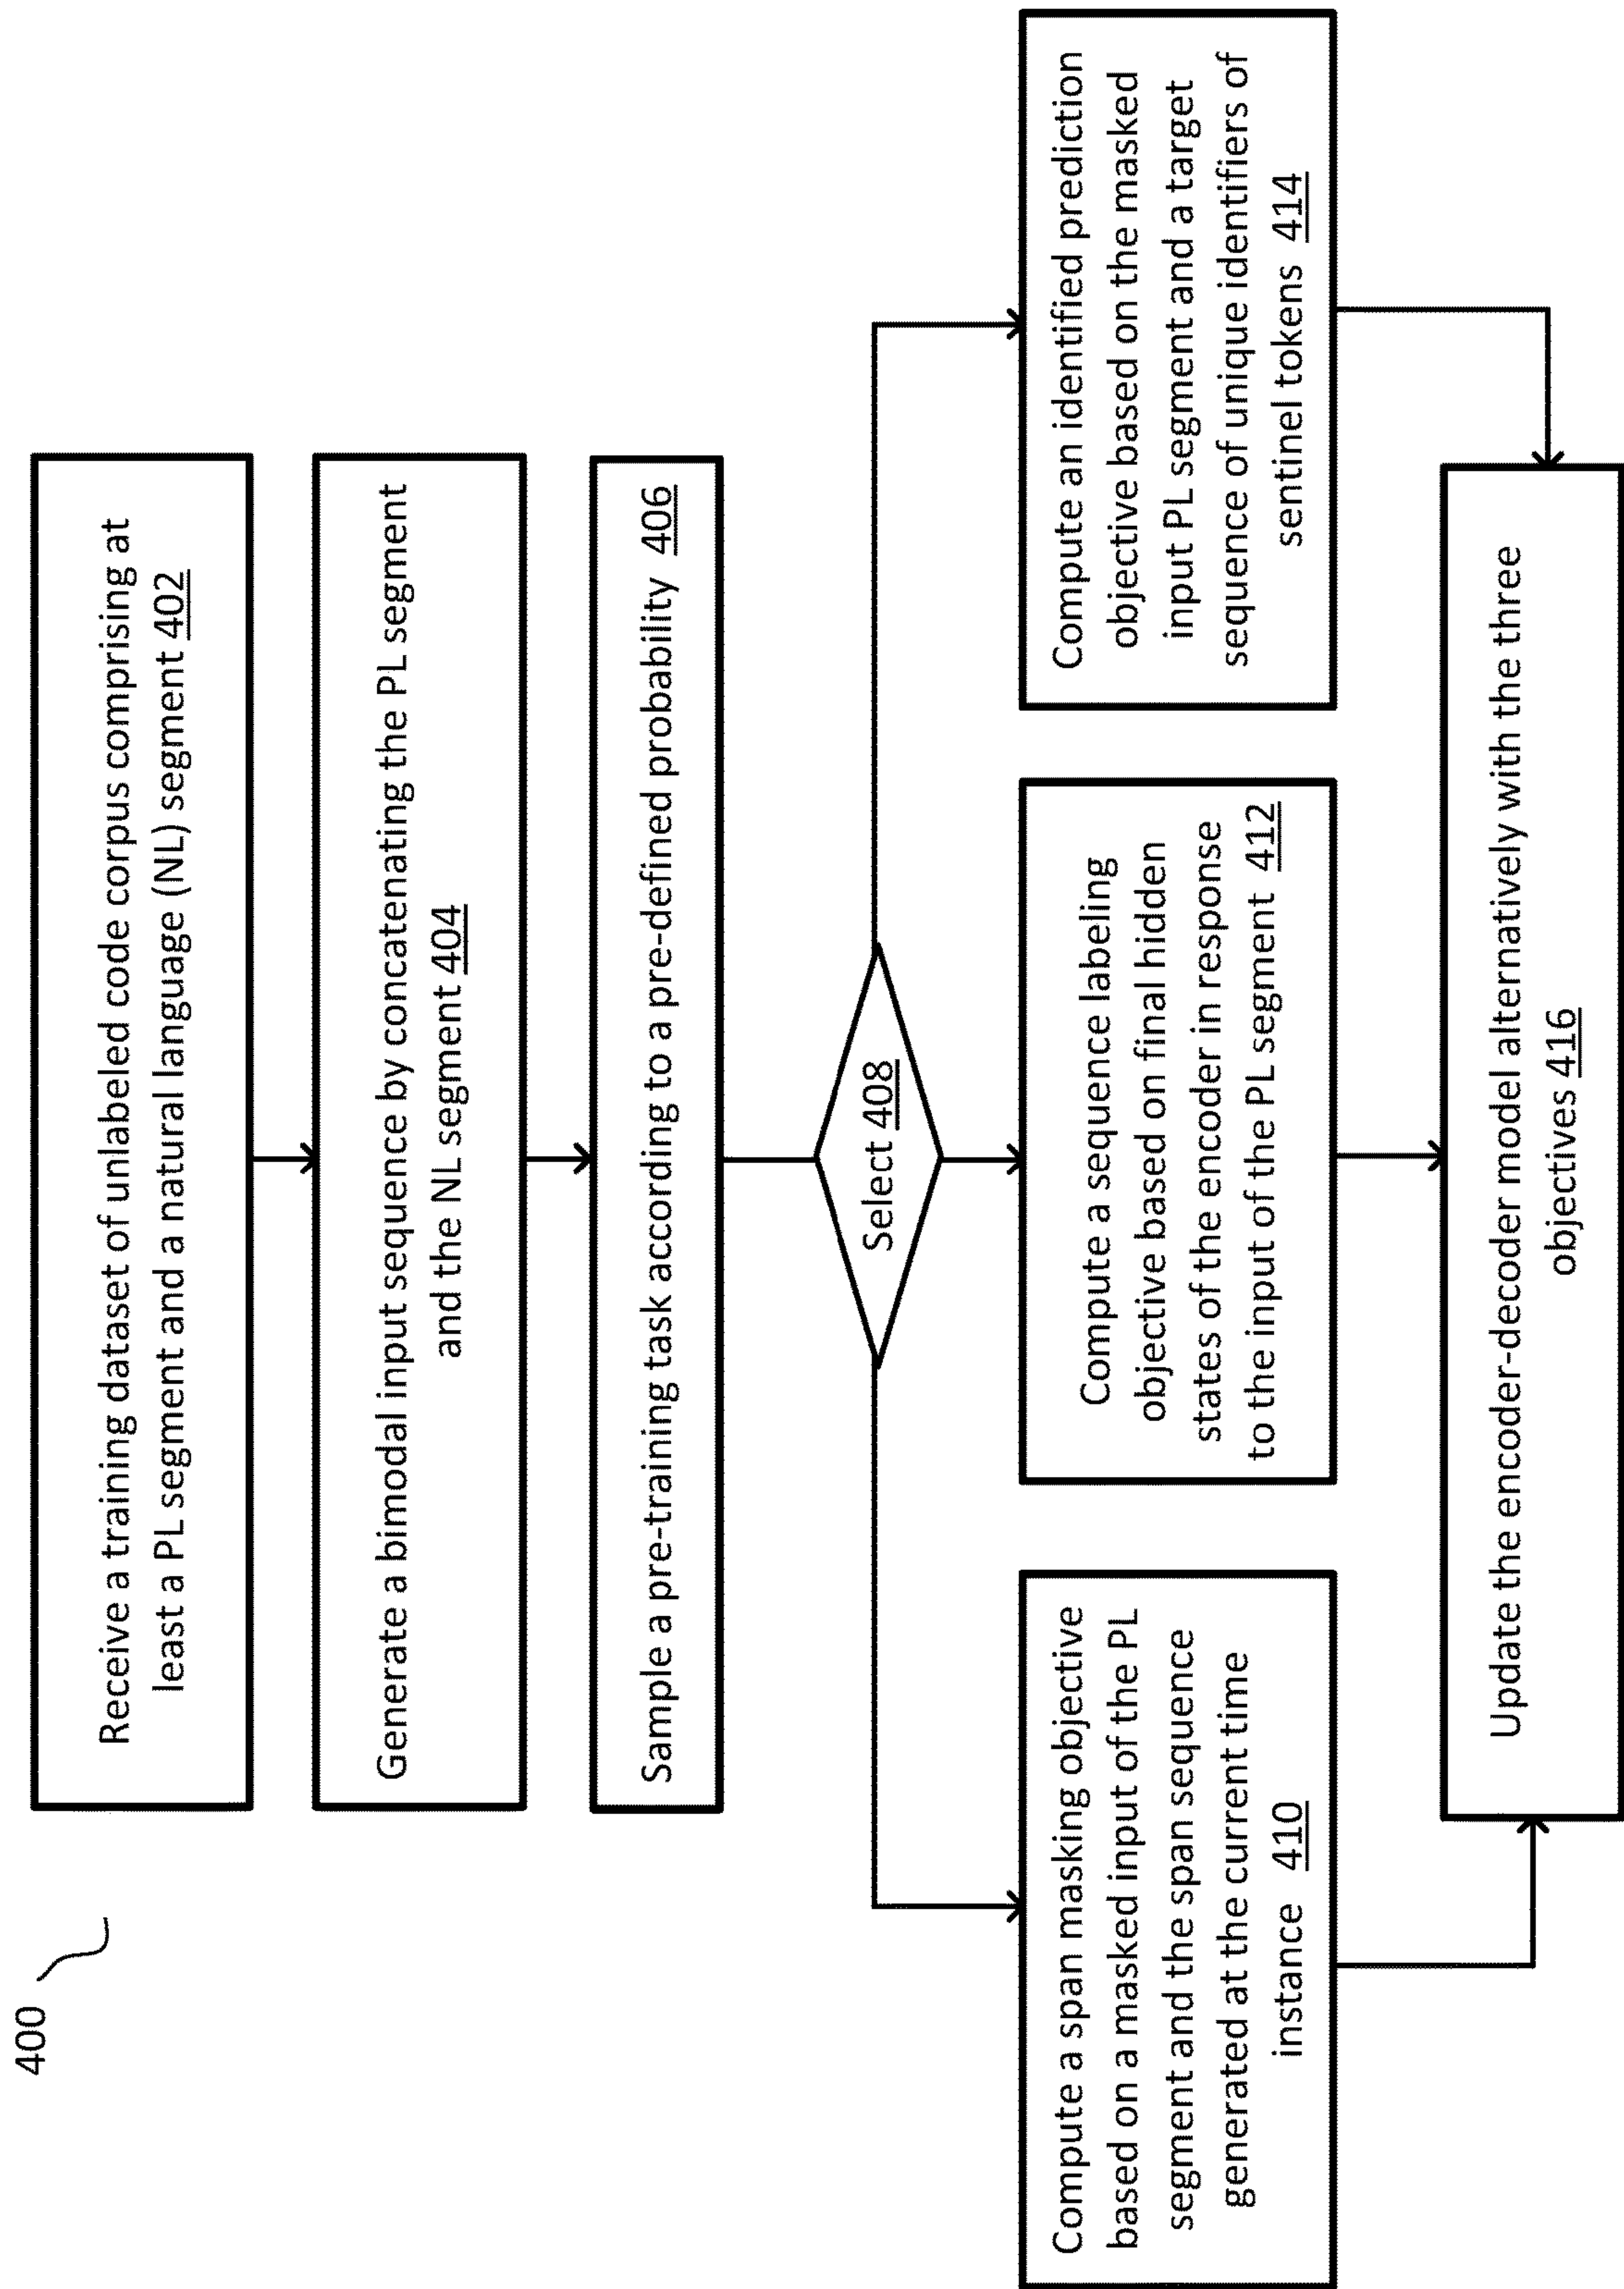 400
Receive a training dataset of unlabeled code corpus comprising at
least a PL segment and a natural language (NL) segment 402
Generate a bimodal input sequence by concatenating the PL segment
and the NL segment 404
Sample a pre-training task according to a pre-defined probability 406
Select 408
Compute a span masking objective
based on a masked input of the PL
segment and the span sequence
generated at the current time
instance 410
Compute a sequence labeling
objective based on final hidden
states of the encoder in response
to the input of the PL segment 412
Compute an identified prediction
objective based on the masked
input PL segment and a target
sequence of unique identifiers of
sentinel tokens 414
Update the encoder-decoder model alternatively with the three
objectives 416